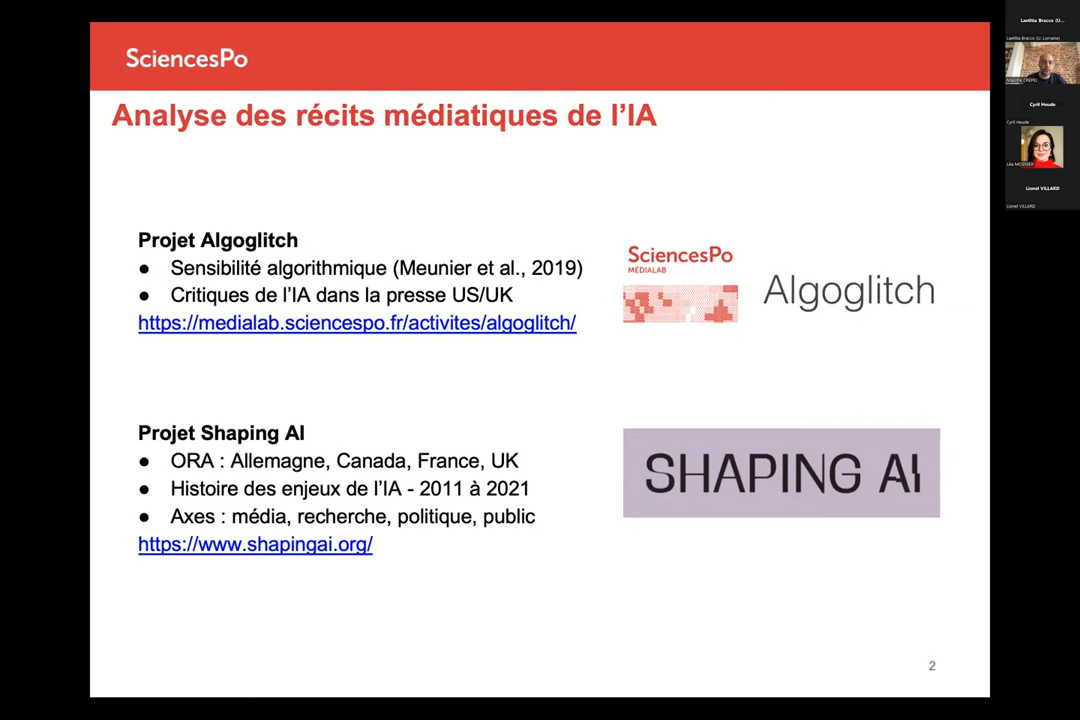 SciencesPo
Analyse des récits médiatiques de l'IA
Projet Algoglitch
● Sensibilité algorithmique (Meunier et al., 2019)
● Critiques de l'IA dans la presse US/UK
https://medialab.sciencespo.fr/activites/algoglitch/
SciencesPo
MÉDIALAB
Algoglitch
Projet Shaping AI
● ORA : Allemagne, Canada, France, UK
● Histoire des enjeux de l'IA - 2011 à 2021
● Axes : média, recherche, politique, public
https://www.shapingai.org/
SHAPING AI
2
Laetitia Bracco (U...
Laetitia Bracco (U. Lorraine)
Maxime CREPEL
Cyril Heude
Cyril Heude
Léa MOSNIER
Lionel VILLARD
Lionel VILLARD